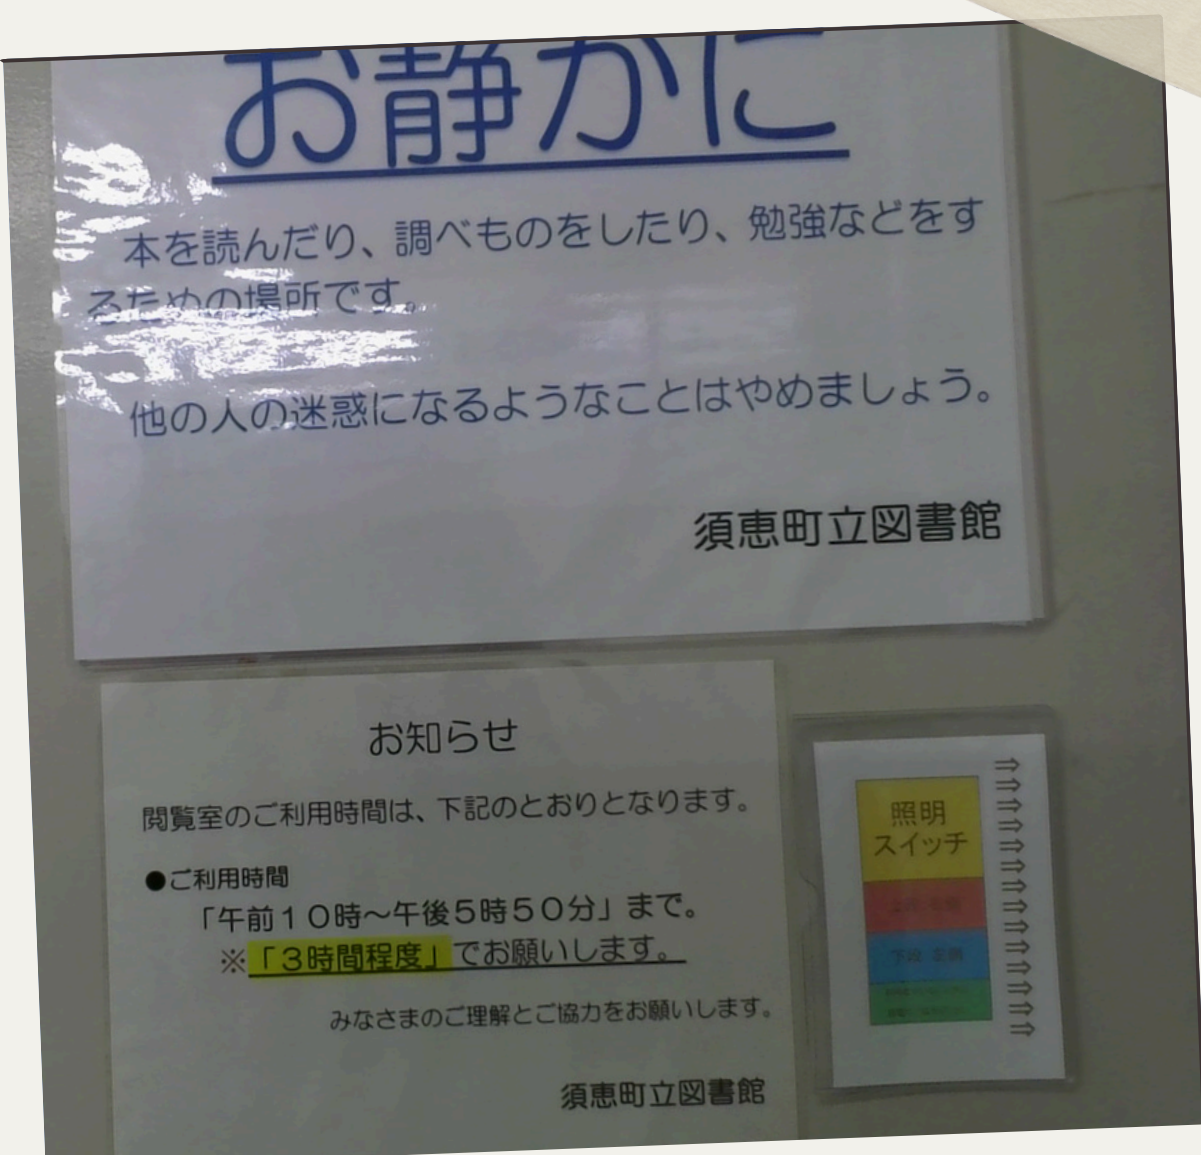 お静かに
本を読んだり、調べものをしたり、勉強などをす
るための場所です。
他の人の迷惑になるようなことはやめましょう。
須恵町立図書館
お知らせ
閲覧室のご利用時間は、下記のとおりとなります。
●ご利用時間
「午前１０時～午後５時５０分」まで。
※「３時間程度」でお願いします。
みなさまのご理解とご協力をお願いします。
須恵町立図書館
照明
スイッチ
⇒
⇒
⇒
⇒
⇒
⇒
⇒
⇒
⇒
⇒
⇒
⇒
⇒
⇒
下段